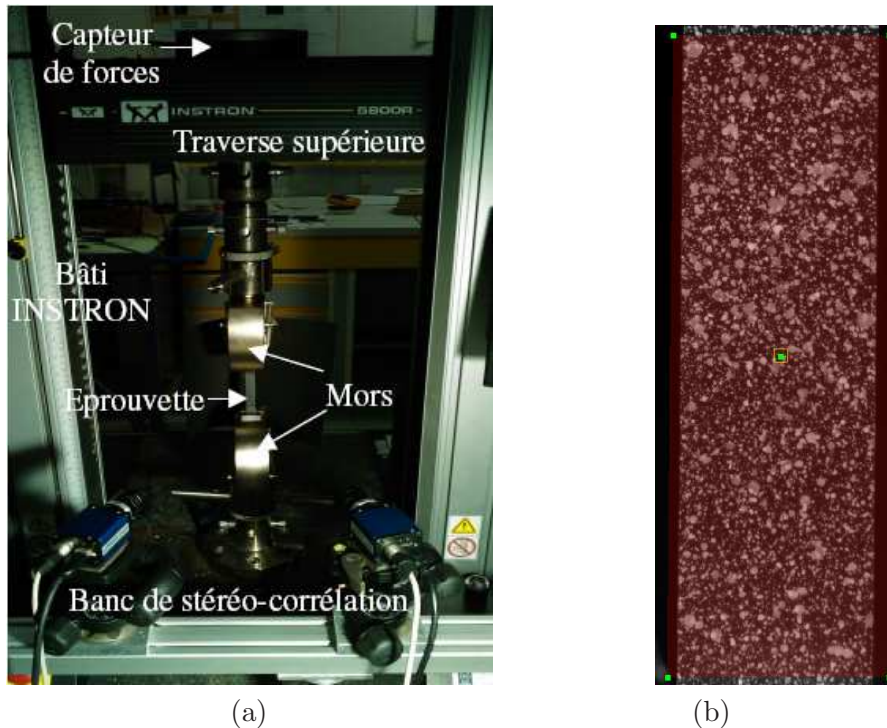 Capteur
de forces
INSTRON
5800R
Traverse supérieure
Bâti
INSTRON
Eprouvette
Mors
Banc de stéréo-corrélation
(a)
(b)